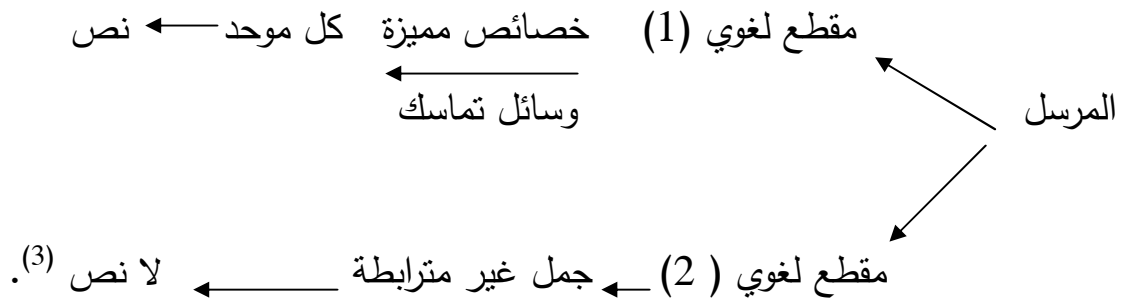 مقطع لغوي (1) خصائص مميزة كل موحد نص
وسائل تماسك
المرسل
مقطع لغوي ( 2) جمل غير مترابطة لا نص (3).